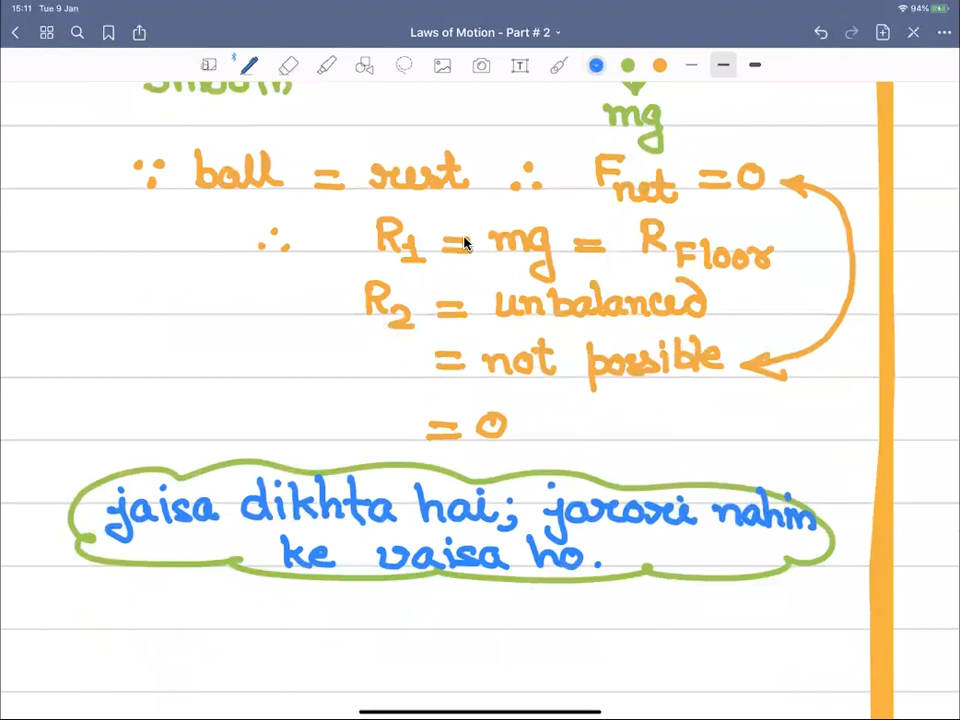 15:11 Tue 9 Jan
94%
Laws of Motion - Part # 2
mg
∵ ball = rest ∴ Fnet = 0
∴ R1 = mg = RFloor
R2 = unbalanced
= not possible
= 0
jaisa dikhta hai; jarori nahin
ke vaisa ho.